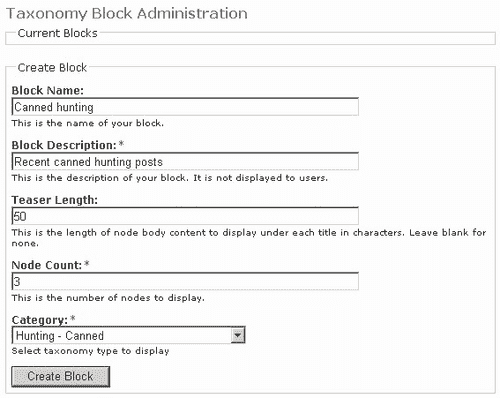 Taxonomy Block Administration
Current Blocks
Create Block
Block Name:
Canned hunting
This is the name of your block.
Block Description:*
Recent canned hunting posts
This is the description of your block. It is not displayed to users.
Teaser Length:
50
This is the length of node body content to display under each title in characters. Leave blank for
none.
Node Count:*
3
This is the number of nodes to display.
Category:*
Hunting - Canned
Select taxonomy type to display
Create Block